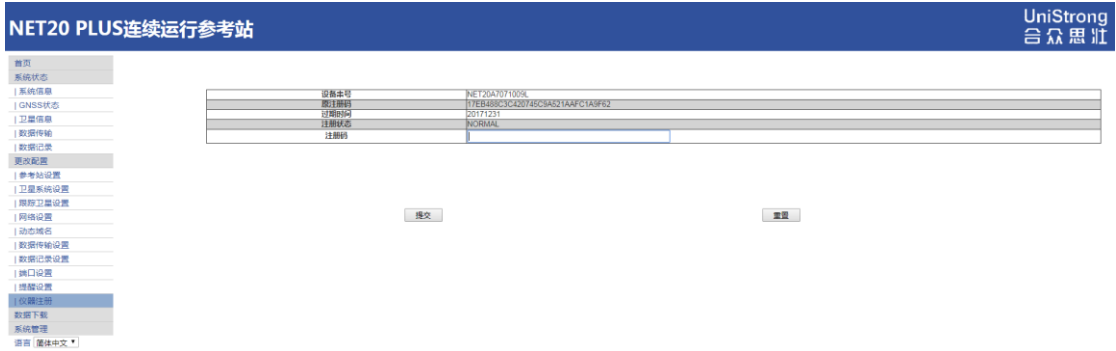 NET20 PLUS连续运行参考站
UniStrong
合众思壮
首页
系统状态
|系统信息
|GNSS状态
|卫星信息
|数据传输
|数据记录
更改配置
|参考站设置
|卫星系统设置
|跟踪卫星设置
|网络设置
|动态域名
|数据传输设置
|数据记录设置
|端口设置
|提醒设置
|仪器注册
数据下载
系统管理
语言 简体中文
设备串号 NET20A7071009L
原注册码 17EB488C3C420745C9A521AAFC1A9F62
过期时间 20171231
注册状态 NORMAL
注册码
提交 重置